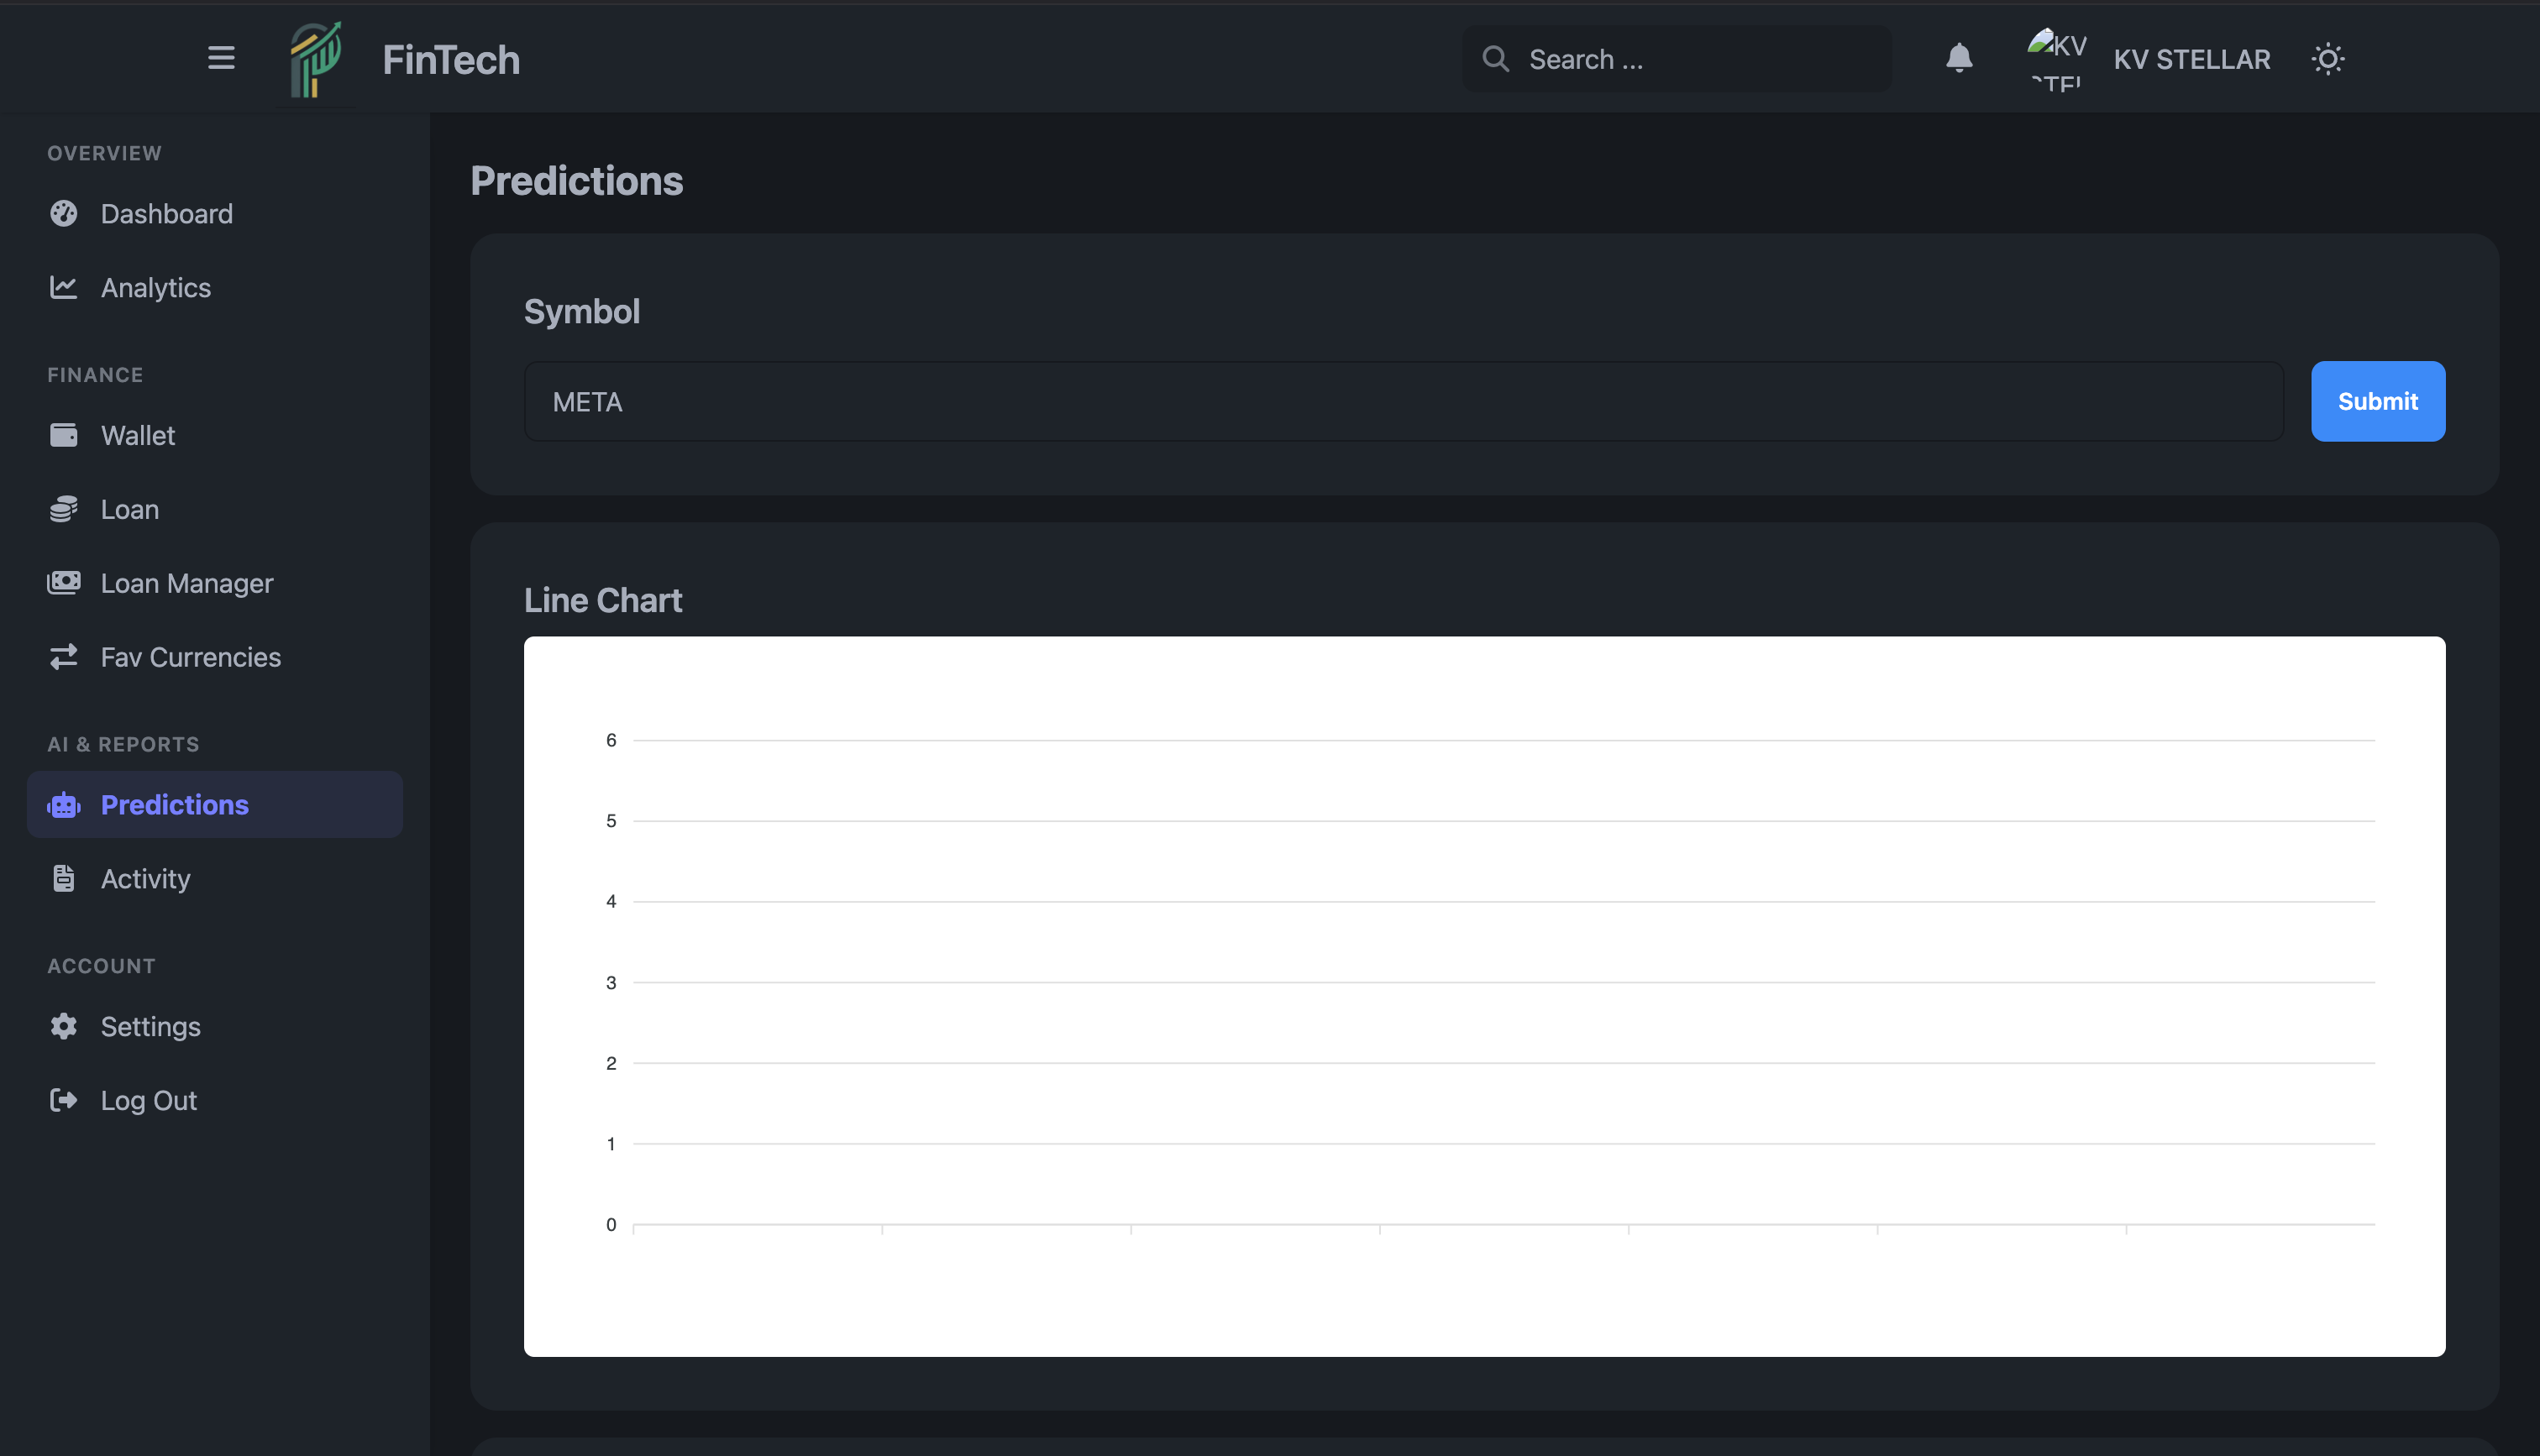 FinTech
Search ...
KV
STEL
KV STELLAR
OVERVIEW
Dashboard
Analytics
FINANCE
Wallet
Loan
Loan Manager
Fav Currencies
AI & REPORTS
Predictions
Activity
ACCOUNT
Settings
Log Out
Predictions
Symbol
META
Submit
Line Chart
6
5
4
3
2
1
0